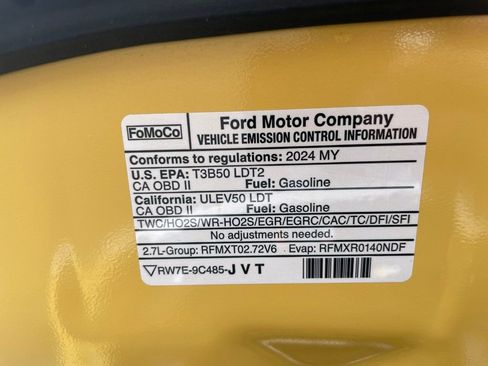 FoMoCo
Ford Motor Company
VEHICLE EMISSION CONTROL INFORMATION
Conforms to regulations: 2024 MY
U.S. EPA: T3B50 LDT2
CA OBD II Fuel: Gasoline
California: ULEV50 LDT
CA OBD II Fuel: Gasoline
TWC/HO2S/WR-HO2S/EGR/EGRC/CAC/TC/DFI/SFI
No adjustments needed.
2.7L-Group: RFMXT02.72V6 Evap: RFMXR0140NDF
RW7E-9C485-J V T